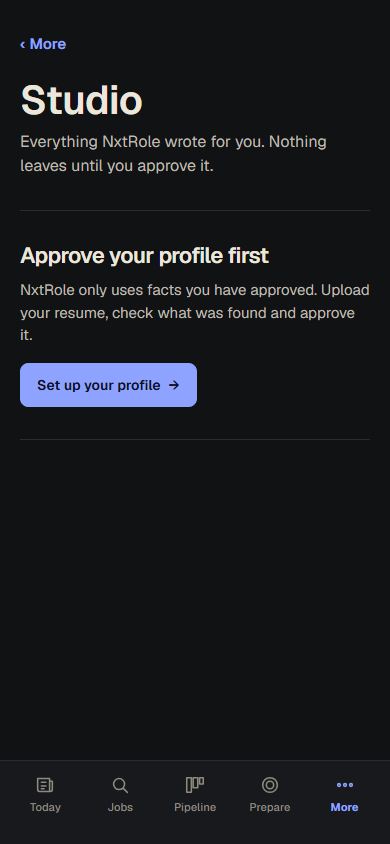 ‹ More
Studio
Everything NxtRole wrote for you. Nothing
leaves until you approve it.
Approve your profile first
NxtRole only uses facts you have approved. Upload
your resume, check what was found and approve
it.
Set up your profile →
Today
Jobs
Pipeline
Prepare
More